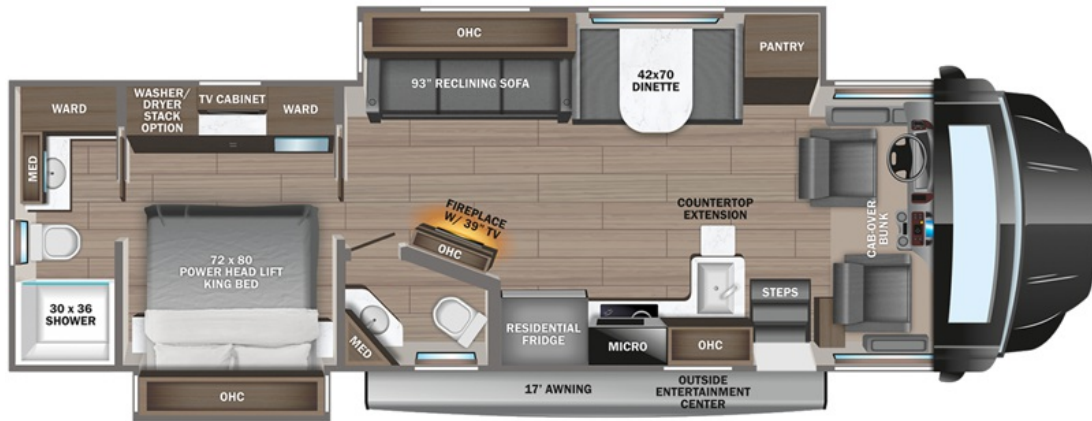 OHC
93" RECLINING SOFA
42x70
DINETTE
PANTRY
WARD
WASHER/
DRYER
STACK
OPTION
TV CABINET
WARD
MED
FIREPLACE
W/ 39" TV
OHC
COUNTERTOP
EXTENSION
CAB-OVER
BUNK
72 x 80
POWER HEAD LIFT
KING BED
30 x 36
SHOWER
MED
RESIDENTIAL
FRIDGE
MICRO
OHC
STEPS
OHC
17' AWNING
OUTSIDE
ENTERTAINMENT
CENTER